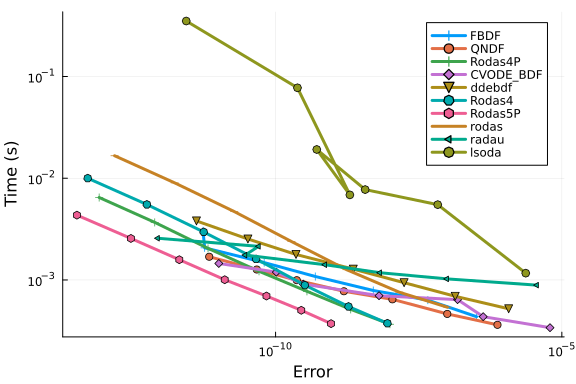 Time (s)
10⁻¹
10⁻²
10⁻³
10⁻¹⁰
10⁻⁵
Error
FBDF
QNDF
Rodas4P
CVODE_BDF
ddebdf
Rodas4
Rodas5P
rodas
radau
lsoda